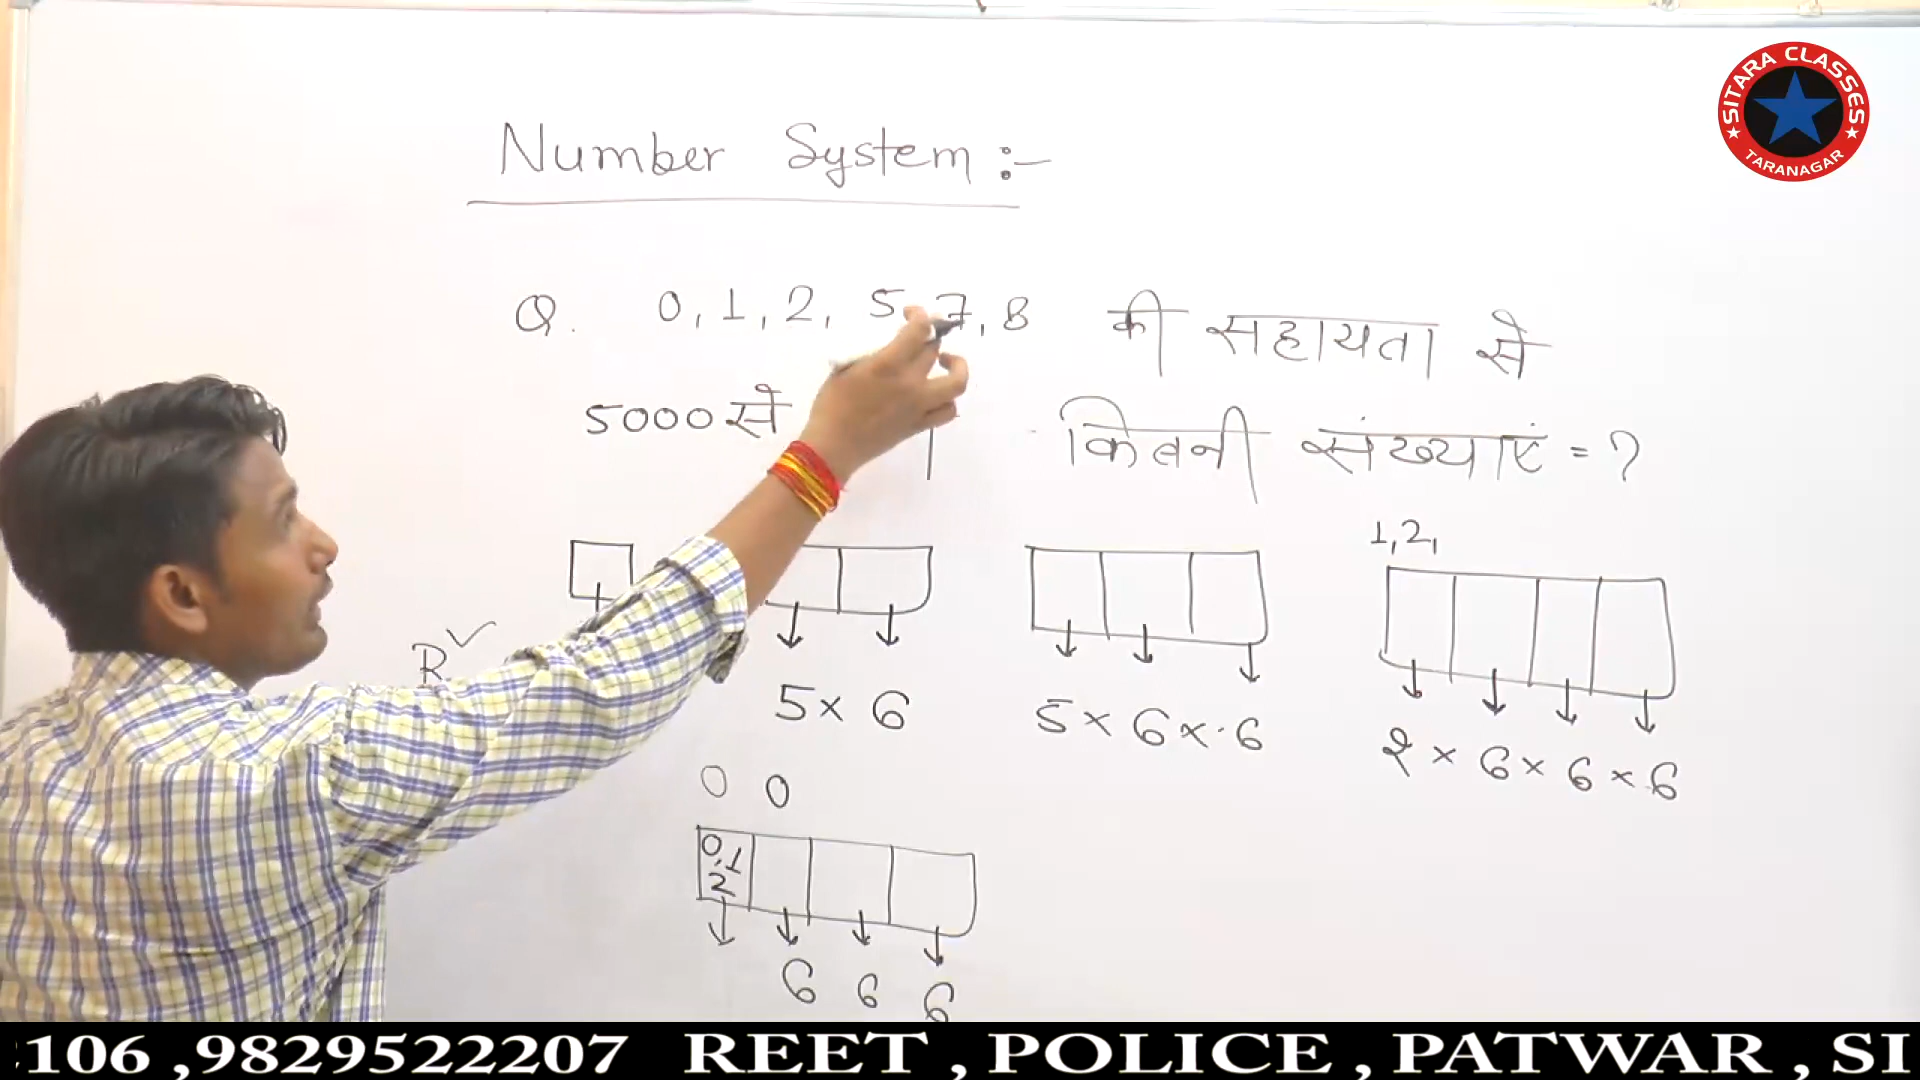 SITARA CLASSES
TARANAGAR
Number System :-
Q. 0, 1, 2, 5, 7, 8 की सहायता से
5000 से कितनी संख्याएं = ?
1, 2,
R ✓
5 × 6
5 × 6 × 6
2 × 6 × 6 × 6
0 0
0, 1
2
6 6 6
106 ,9829522207 REET , POLICE, PATWAR , SI